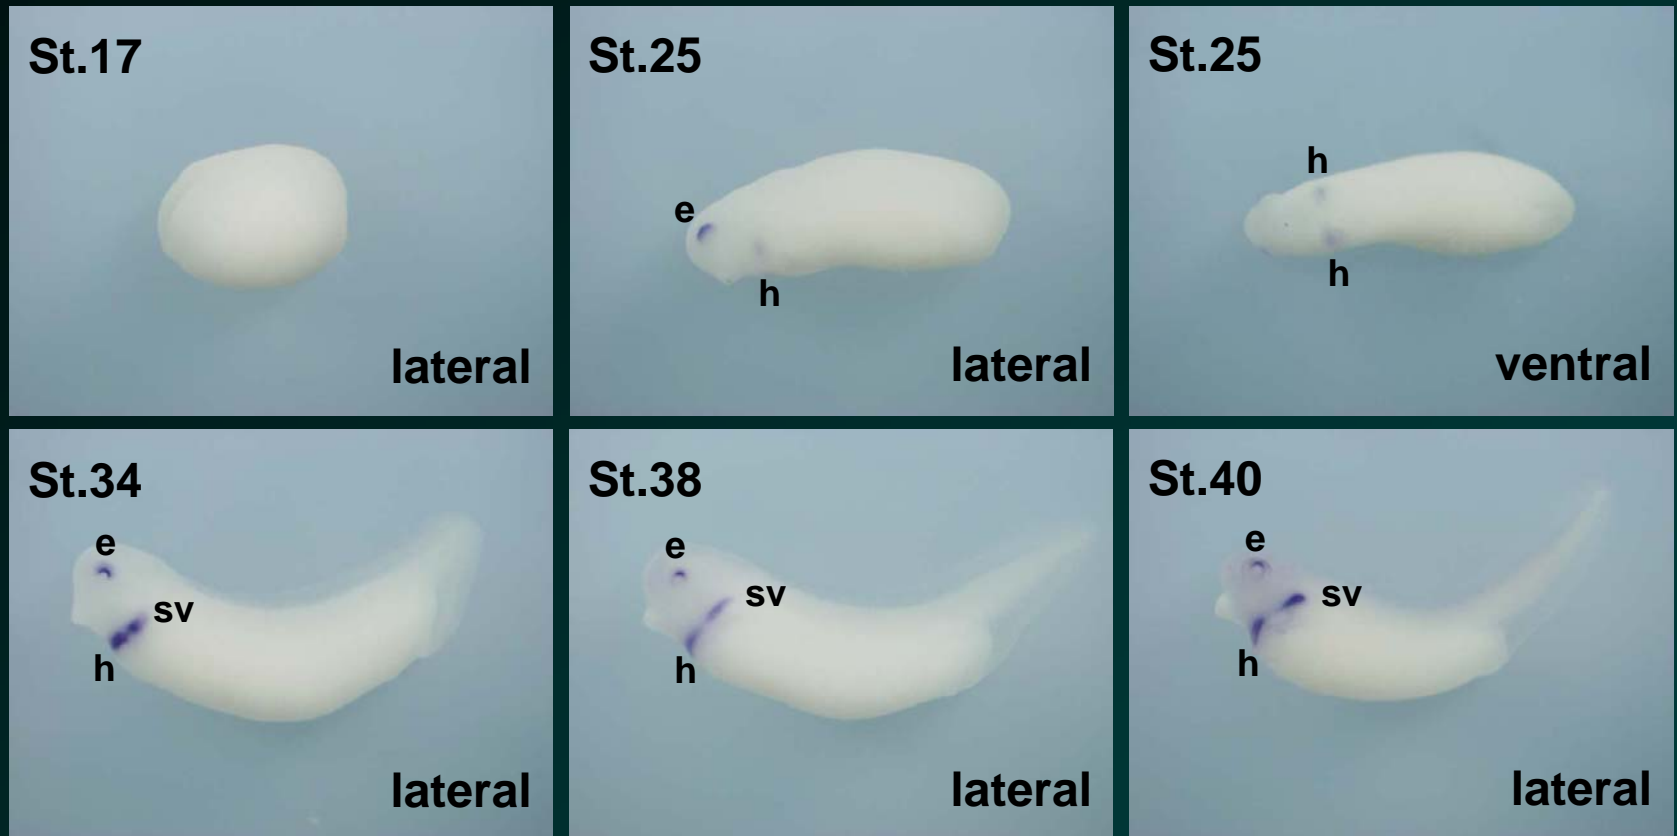 St.17
lateral
St.25
e
h
lateral
St.25
h
h
ventral
St.34
e
sv
h
lateral
St.38
e
sv
h
lateral
St.40
e
sv
h
lateral